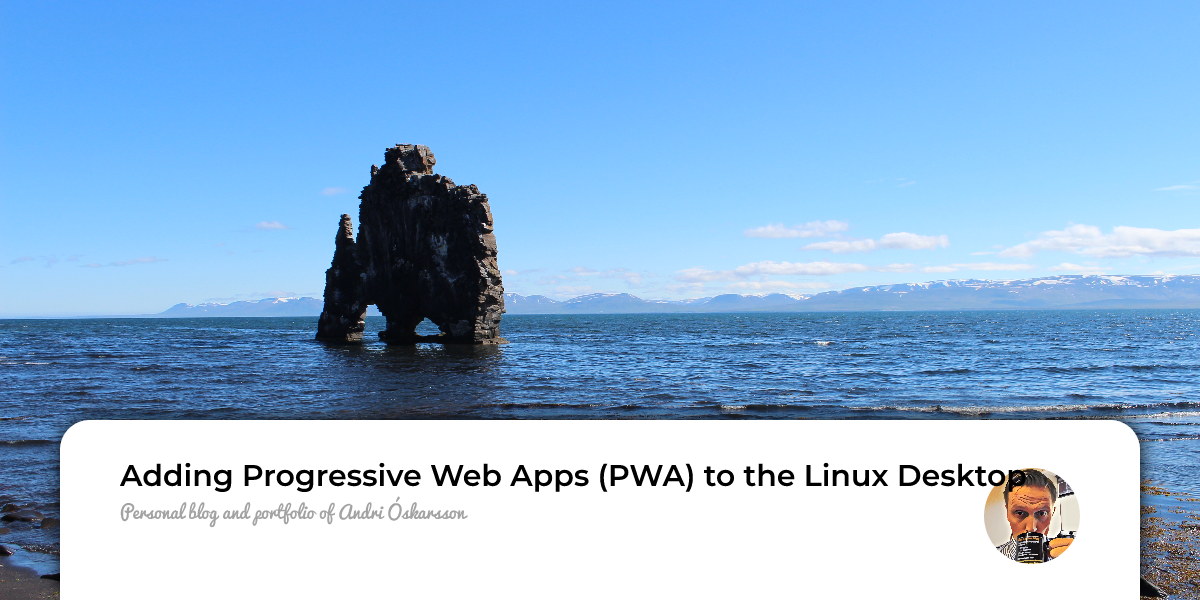 Adding Progressive Web Apps (PWA) to the Linux Desktop
Personal blog and portfolio of Andri Óskarsson